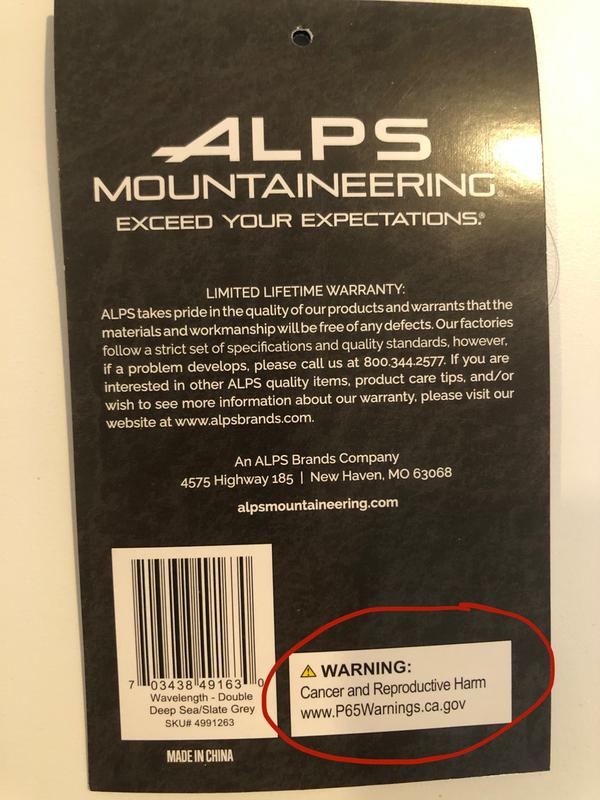 ALPS
MOUNTAINEERING®
EXCEED YOUR EXPECTATIONS.®
LIMITED LIFETIME WARRANTY:
ALPS takes pride in the quality of our products and warrants that the
materials and workmanship will be free of any defects. Our factories
follow a strict set of specifications and quality standards, however,
if a problem develops, please call us at 800.344.2577. If you are
interested in other ALPS quality items, product care tips, and/or
wish to see more information about our warranty, please visit our
website at www.alpsbrands.com.
An ALPS Brands Company
4575 Highway 185 | New Haven, MO 63068
alpsmountaineering.com
7 03438 49163 0
Wavelength - Double
Deep Sea/Slate Grey
SKU# 4991263
MADE IN CHINA
⚠ WARNING:
Cancer and Reproductive Harm
www.P65Warnings.ca.gov